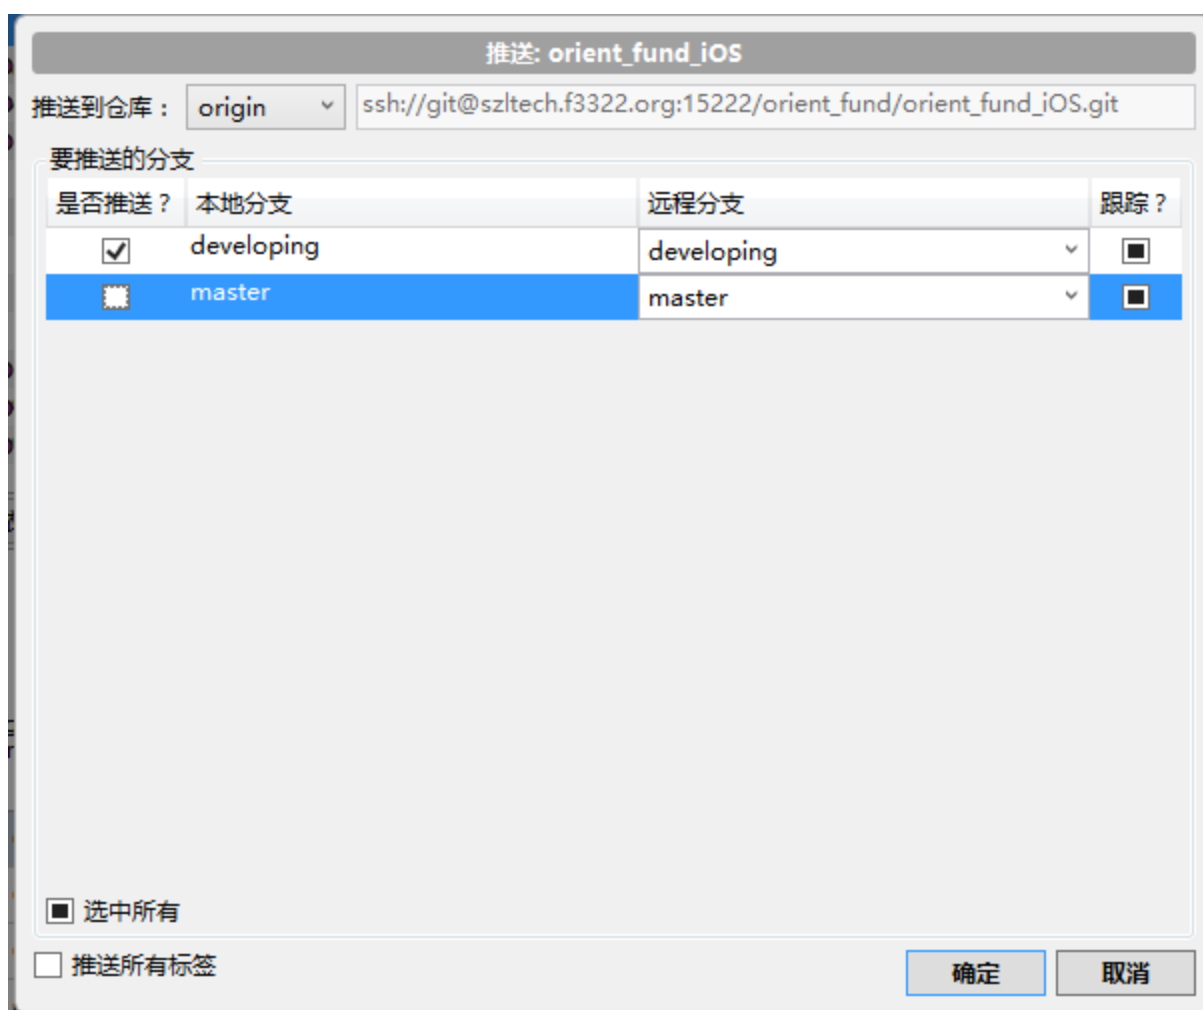 推送: orient_fund_iOS
推送到仓库： origin ssh://git@szltech.f3322.org:15222/orient_fund/orient_fund_iOS.git
要推送的分支
是否推送？ 本地分支 远程分支 跟踪？
developing developing
master master
选中所有
推送所有标签
确定 取消